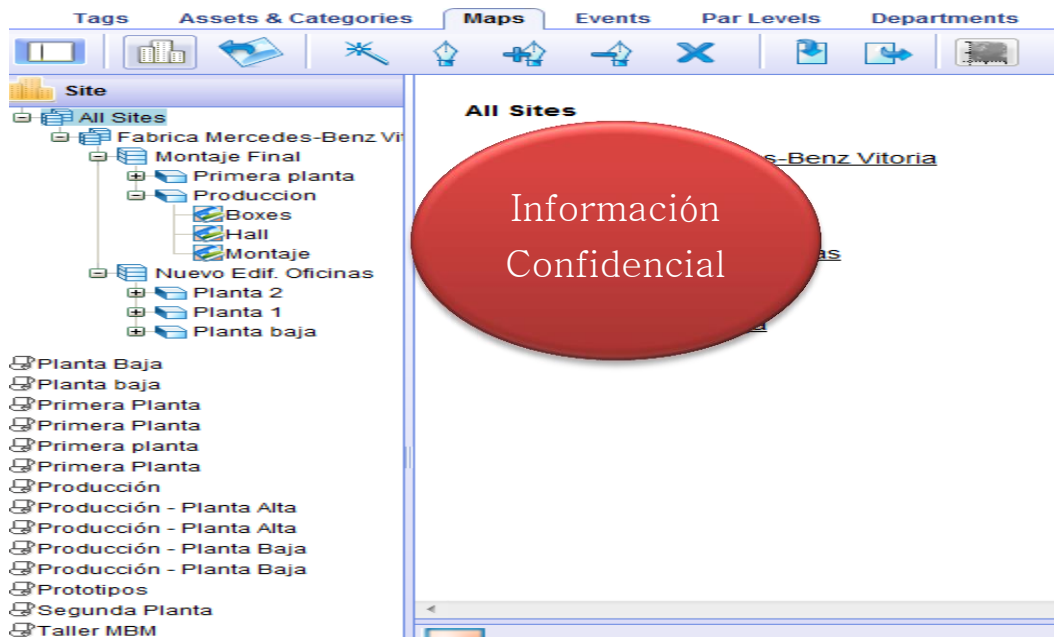 Tags Assets & Categories Maps Events Par Levels Departments
Site
All Sites
Fabrica Mercedes-Benz Vit
Montaje Final
Primera planta
Produccion
Boxes
Hall
Montaje
Nuevo Edif. Oficinas
Planta 2
Planta 1
Planta baja
Planta Baja
Planta baja
Primera Planta
Primera Planta
Primera planta
Primera Planta
Producción
Producción - Planta Alta
Producción - Planta Alta
Producción - Planta Baja
Producción - Planta Baja
Prototipos
Segunda Planta
Taller MBM
All Sites
s-Benz Vitoria
as
Información
Confidencial